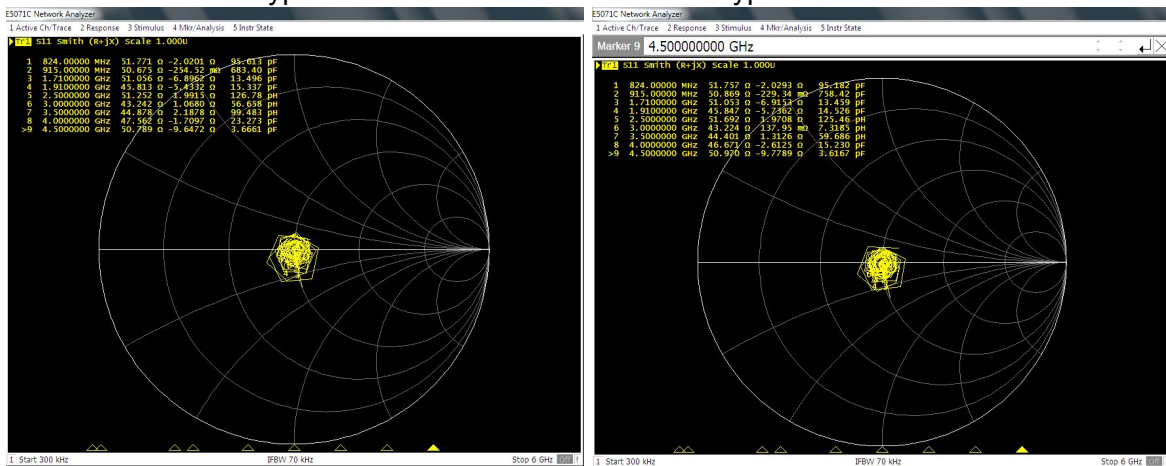 E5071C Network Analyzer
1 Active Ch/Trace 2 Response 3 Stimulus 4 Mkr/Analysis 5 Instr State
Tr1 S11 Smith (R+jX) Scale 1.000U
1 824.00000 MHz 51.771 Ω -2.0201 Ω 95.613 pF
2 915.00000 MHz 50.675 Ω -254.52 mΩ 683.40 pF
3 1.7100000 GHz 51.056 Ω -6.8962 Ω 13.496 pF
4 1.9100000 GHz 45.813 Ω -5.4332 Ω 15.337 pF
5 2.5000000 GHz 51.252 Ω 1.9915 Ω 126.78 pH
6 3.0000000 GHz 43.242 Ω 1.0680 Ω 56.658 pH
7 3.5000000 GHz 44.878 Ω 2.1878 Ω 99.483 pH
8 4.0000000 GHz 47.562 Ω -1.7097 Ω 23.273 pF
>9 4.5000000 GHz 50.789 Ω -9.6472 Ω 3.6661 pF
1 Start 300 kHz IFBW 70 kHz Stop 6 GHz Off !
E5071C Network Analyzer
1 Active Ch/Trace 2 Response 3 Stimulus 4 Mkr/Analysis 5 Instr State
Marker 9 4.500000000 GHz
Tr1 S11 Smith (R+jX) Scale 1.000U
1 824.00000 MHz 51.757 Ω -2.0293 Ω 95.182 pF
2 915.00000 MHz 50.869 Ω -229.34 mΩ 758.42 pF
3 1.7100000 GHz 51.053 Ω -6.9153 Ω 13.459 pF
4 1.9100000 GHz 45.847 Ω -5.7362 Ω 14.526 pF
5 2.5000000 GHz 51.692 Ω 1.9708 Ω 125.46 pH
6 3.0000000 GHz 43.224 Ω 137.95 mΩ 7.3185 pH
7 3.5000000 GHz 44.401 Ω 1.3126 Ω 59.686 pH
8 4.0000000 GHz 46.671 Ω -2.6125 Ω 15.230 pF
>9 4.5000000 GHz 50.970 Ω -9.7789 Ω 3.6167 pF
1 Start 300 kHz IFBW 70 kHz Stop 6 GHz Off